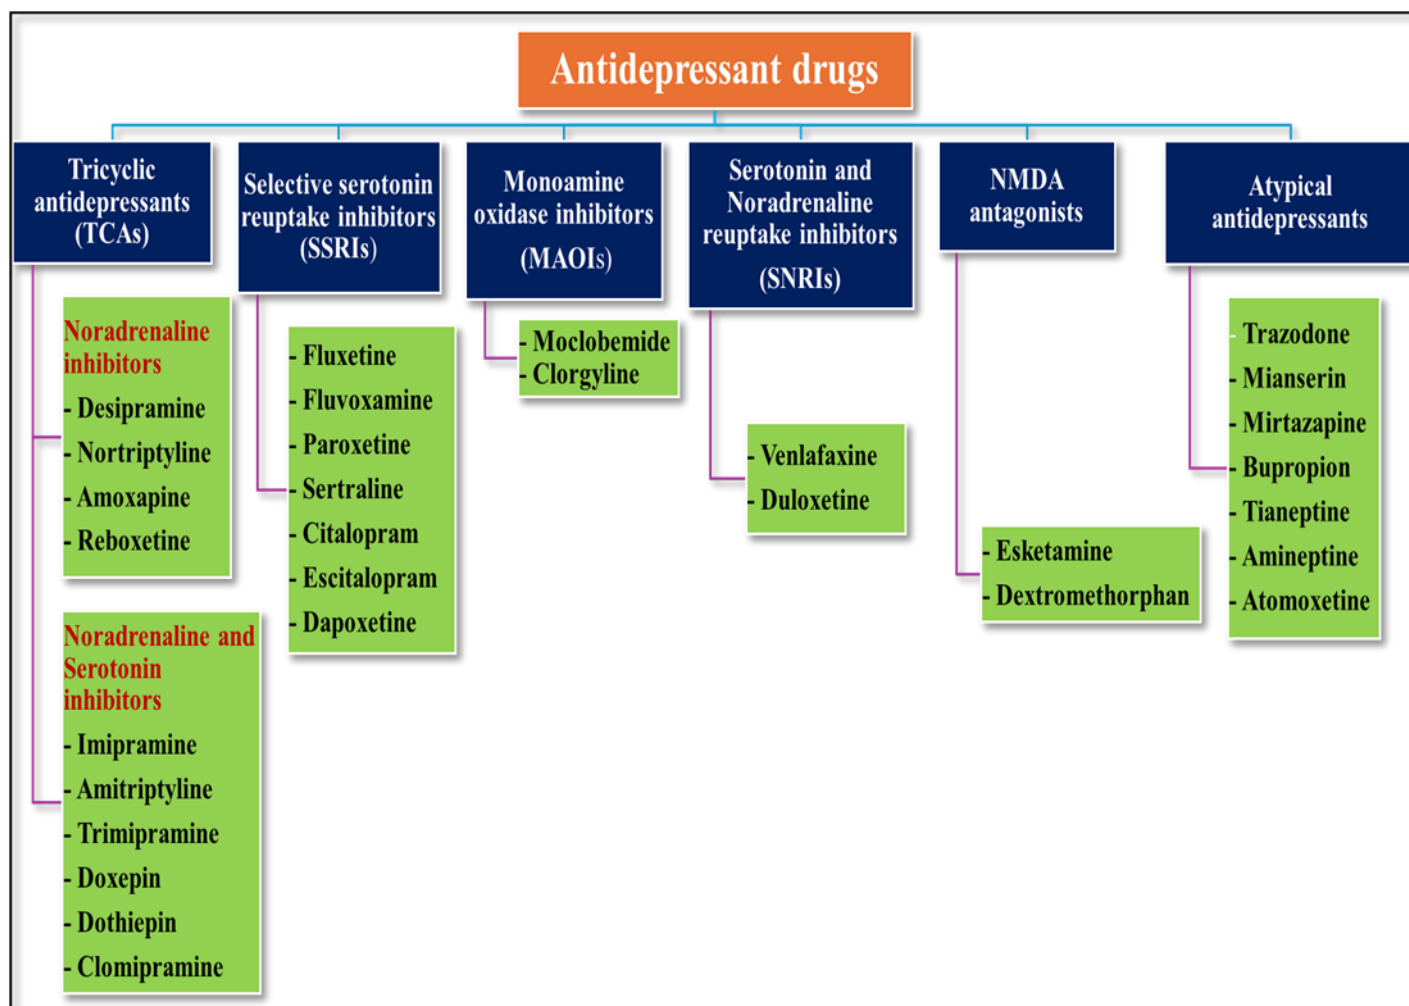 Antidepressant drugs
Tricyclic
antidepressants
(TCAs)
Noradrenaline
inhibitors
- Desipramine
- Nortriptyline
- Amoxapine
- Reboxetine
Noradrenaline and
Serotonin
inhibitors
- Imipramine
- Amitriptyline
- Trimipramine
- Doxepin
- Dothiepin
- Clomipramine
Selective serotonin
reuptake inhibitors
(SSRIs)
- Fluxetine
- Fluvoxamine
- Paroxetine
- Sertraline
- Citalopram
- Escitalopram
- Dapoxetine
Monoamine
oxidase inhibitors
(MAOIs)
- Moclobemide
- Clorgyline
Serotonin and
Noradrenaline
reuptake inhibitors
(SNRIs)
- Venlafaxine
- Duloxetine
NMDA
antagonists
- Esketamine
- Dextromethorphan
Atypical
antidepressants
- Trazodone
- Mianserin
- Mirtazapine
- Bupropion
- Tianeptine
- Amineptine
- Atomoxetine